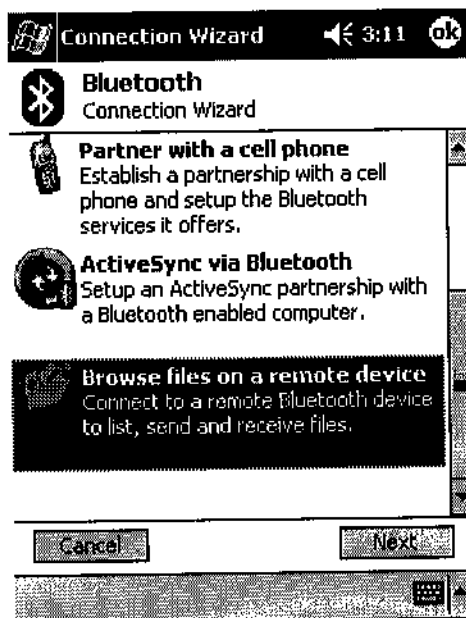 Connection Wizard 3:11 ok
Bluetooth
Connection Wizard
Partner with a cell phone
Establish a partnership with a cell
phone and setup the Bluetooth
services it offers.
ActiveSync via Bluetooth
Setup an ActiveSync partnership with
a Bluetooth enabled computer.
Browse files on a remote device
Connect to a remote Bluetooth device
to list, send and receive files.
Cancel Next